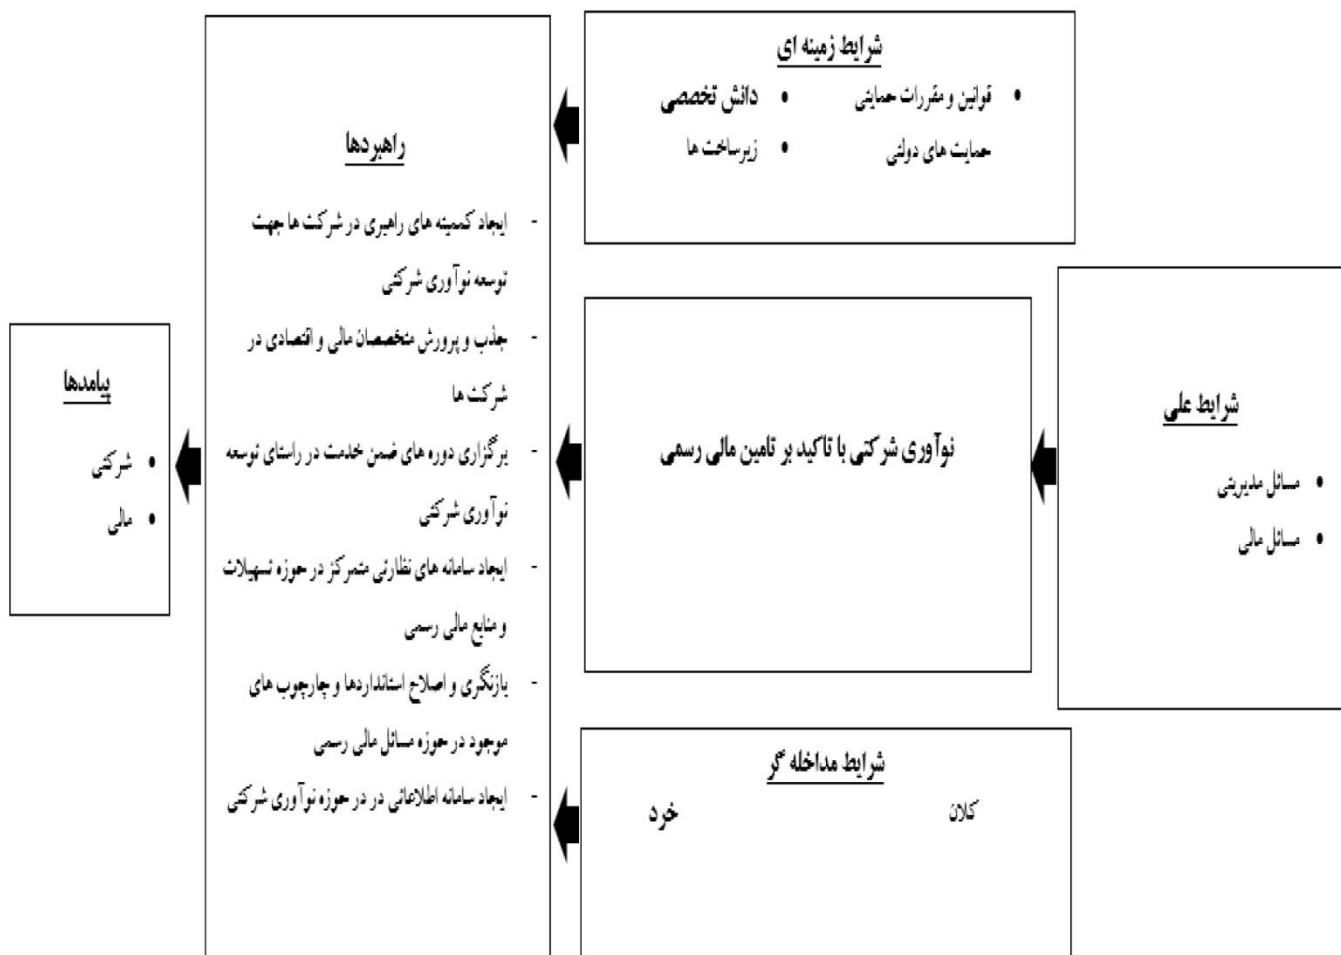 شرایط زمینه ای
• قوانین و مقررات حمایتی • دانش تخصصی
حمایت های دولتی • زیرساخت ها
شرایط علی
• مسائل مدیریتی
• مسائل مالی
نوآوری شرکتی با تاکید بر تامین مالی رسمی
شرایط مداخله گر
کلان خرد
راهبردها
- ایجاد کمیته های راهبری در شرکت ها جهت
توسعه نوآوری شرکتی
- جذب و پرورش متخصصان مالی و اقتصادی در
شرکت ها
- برگزاری دوره های ضمن خدمت در راستای توسعه
نوآوری شرکتی
- ایجاد سامانه های نظارتی متمرکز در حوزه تسهیلات
و منابع مالی رسمی
- بازنگری و اصلاح استانداردها و چارچوب های
موجود در حوزه مسائل مالی رسمی
- ایجاد سامانه اطلاعاتی در در حوزه نوآوری شرکتی
پیامدها
• شرکتی
• مالی